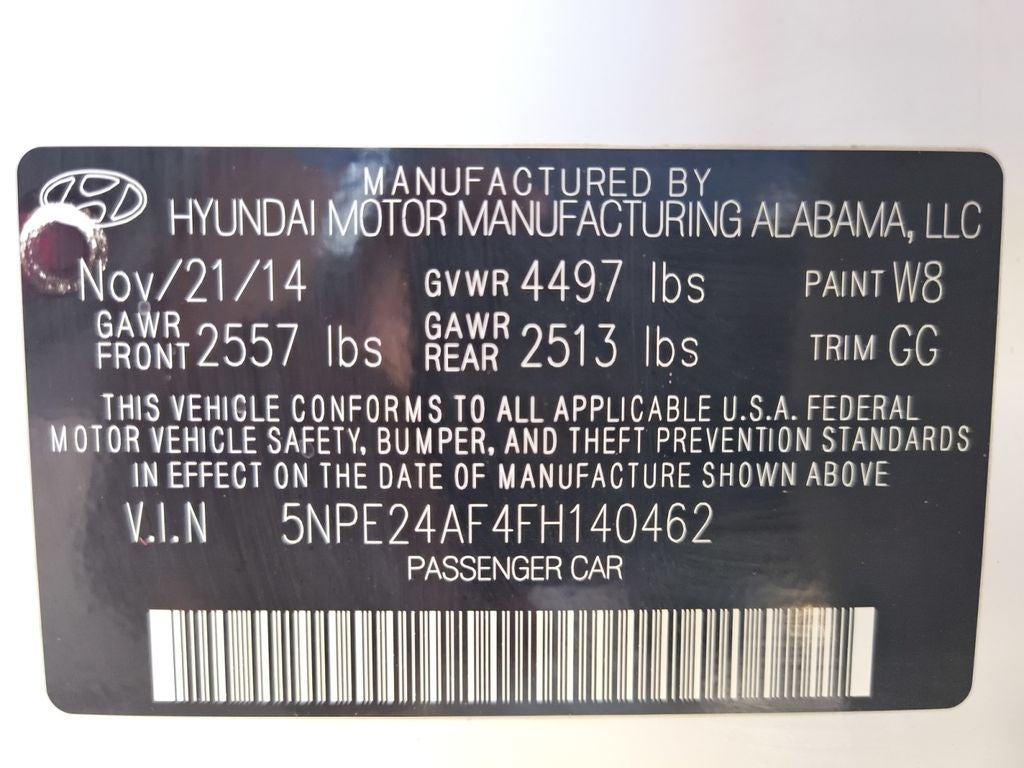 MANUFACTURED BY
HYUNDAI MOTOR MANUFACTURING ALABAMA, LLC
Nov/21/14 GVWR 4497 lbs PAINT W8
GAWR FRONT 2557 lbs GAWR REAR 2513 lbs TRIM GG
THIS VEHICLE CONFORMS TO ALL APPLICABLE U.S.A. FEDERAL
MOTOR VEHICLE SAFETY, BUMPER, AND THEFT PREVENTION STANDARDS
IN EFFECT ON THE DATE OF MANUFACTURE SHOWN ABOVE
V.I.N 5NPE24AF4FH140462
PASSENGER CAR